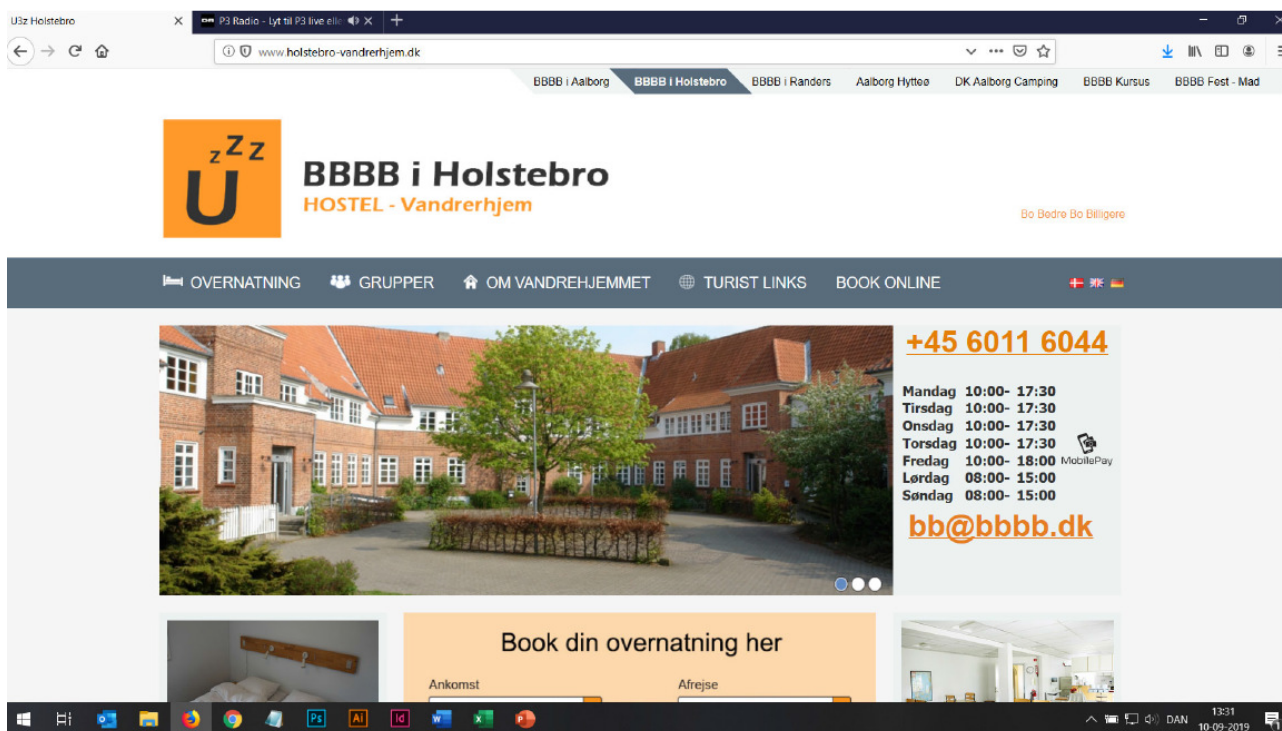 U3z Holstebro
P3 Radio - Lyt til P3 live elle
www.holstebro-vandrerhjem.dk
BBBB i Aalborg BBBB i Holstebro BBBB i Randers Aalborg Hytteø DK Aalborg Camping BBBB Kursus BBBB Fest - Mad
U z z z
BBBB i Holstebro
HOSTEL - Vandrerhjem
Bo Bedre Bo Billigere
OVERNATNING GRUPPER OM VANDREHJEMMET TURIST LINKS BOOK ONLINE
+45 6011 6044
Mandag 10:00- 17:30
Tirsdag 10:00- 17:30
Onsdag 10:00- 17:30
Torsdag 10:00- 17:30
Fredag 10:00- 18:00 MobilePay
Lørdag 08:00- 15:00
Søndag 08:00- 15:00
bb@bbbb.dk
Book din overnatning her
Ankomst Afrejse
Ps Ai Id
DAN
13:31
10-09-2019